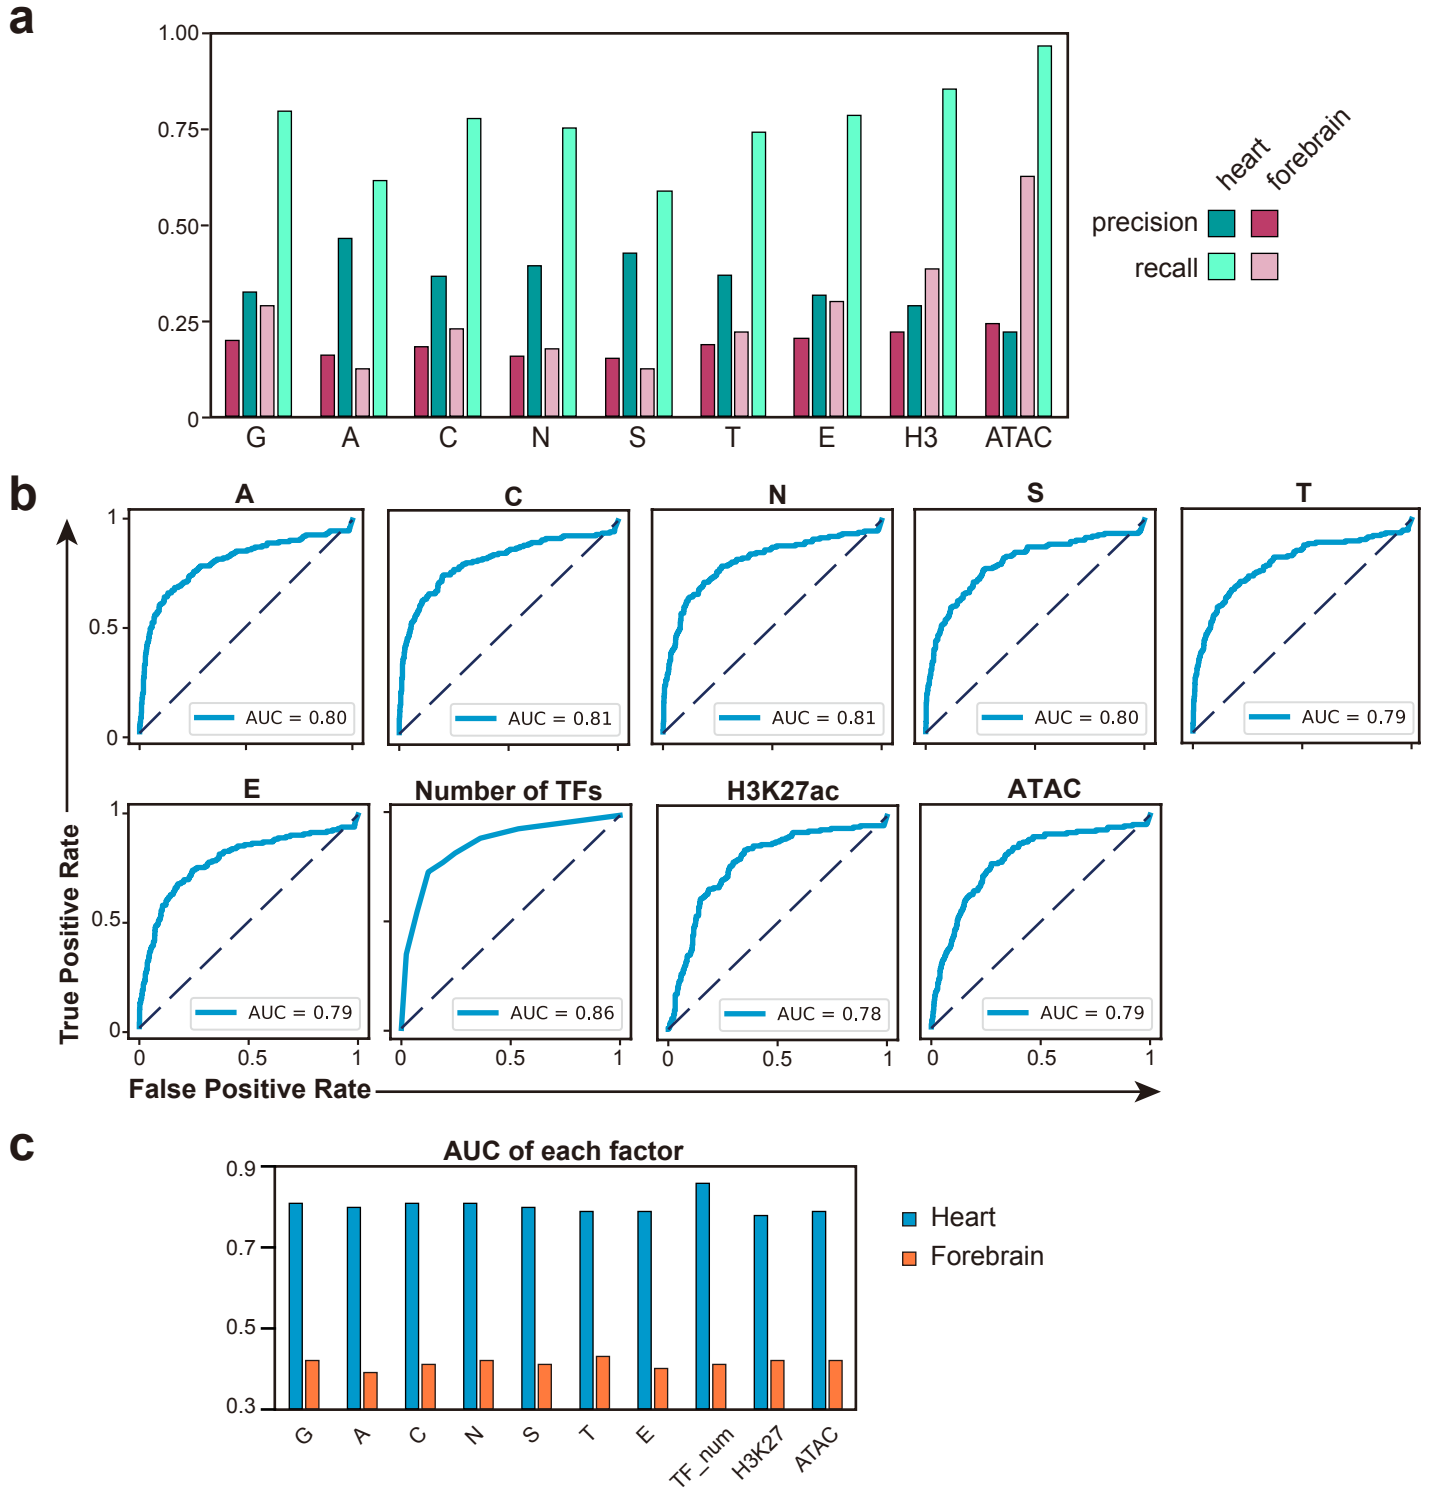 a
1.00
0.75
0.50
0.25
0
G A C N S T E H3 ATAC
heart forebrain
precision
recall
b
A C N S T
1
0.5
0
AUC = 0.80
AUC = 0.81
AUC = 0.81
AUC = 0.80
AUC = 0.79
E Number of TFs H3K27ac ATAC
1
0.5
0
AUC = 0.79
AUC = 0.86
AUC = 0.78
AUC = 0.79
0 0.5 1 0 0.5 1 0 0.5 1 0 0.5 1
True Positive Rate
False Positive Rate
c
AUC of each factor
0.9
0.7
0.5
0.3
G A C N S T E TF_num H3K27 ATAC
Heart
Forebrain